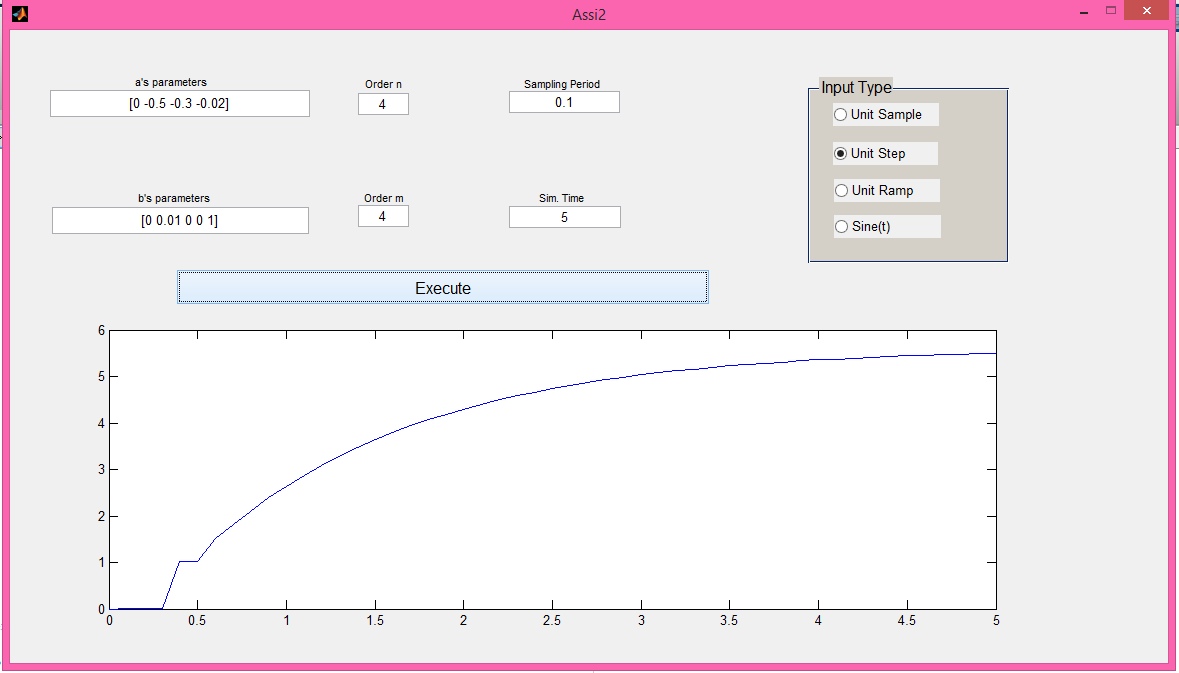 Assi2
a's parameters
[0 -0.5 -0.3 -0.02]
Order n
4
Sampling Period
0.1
Input Type
Unit Sample
Unit Step
Unit Ramp
Sine(t)
b's parameters
[0 0.01 0 0 1]
Order m
4
Sim. Time
5
Execute
6
5
4
3
2
1
0
0 0.5 1 1.5 2 2.5 3 3.5 4 4.5 5